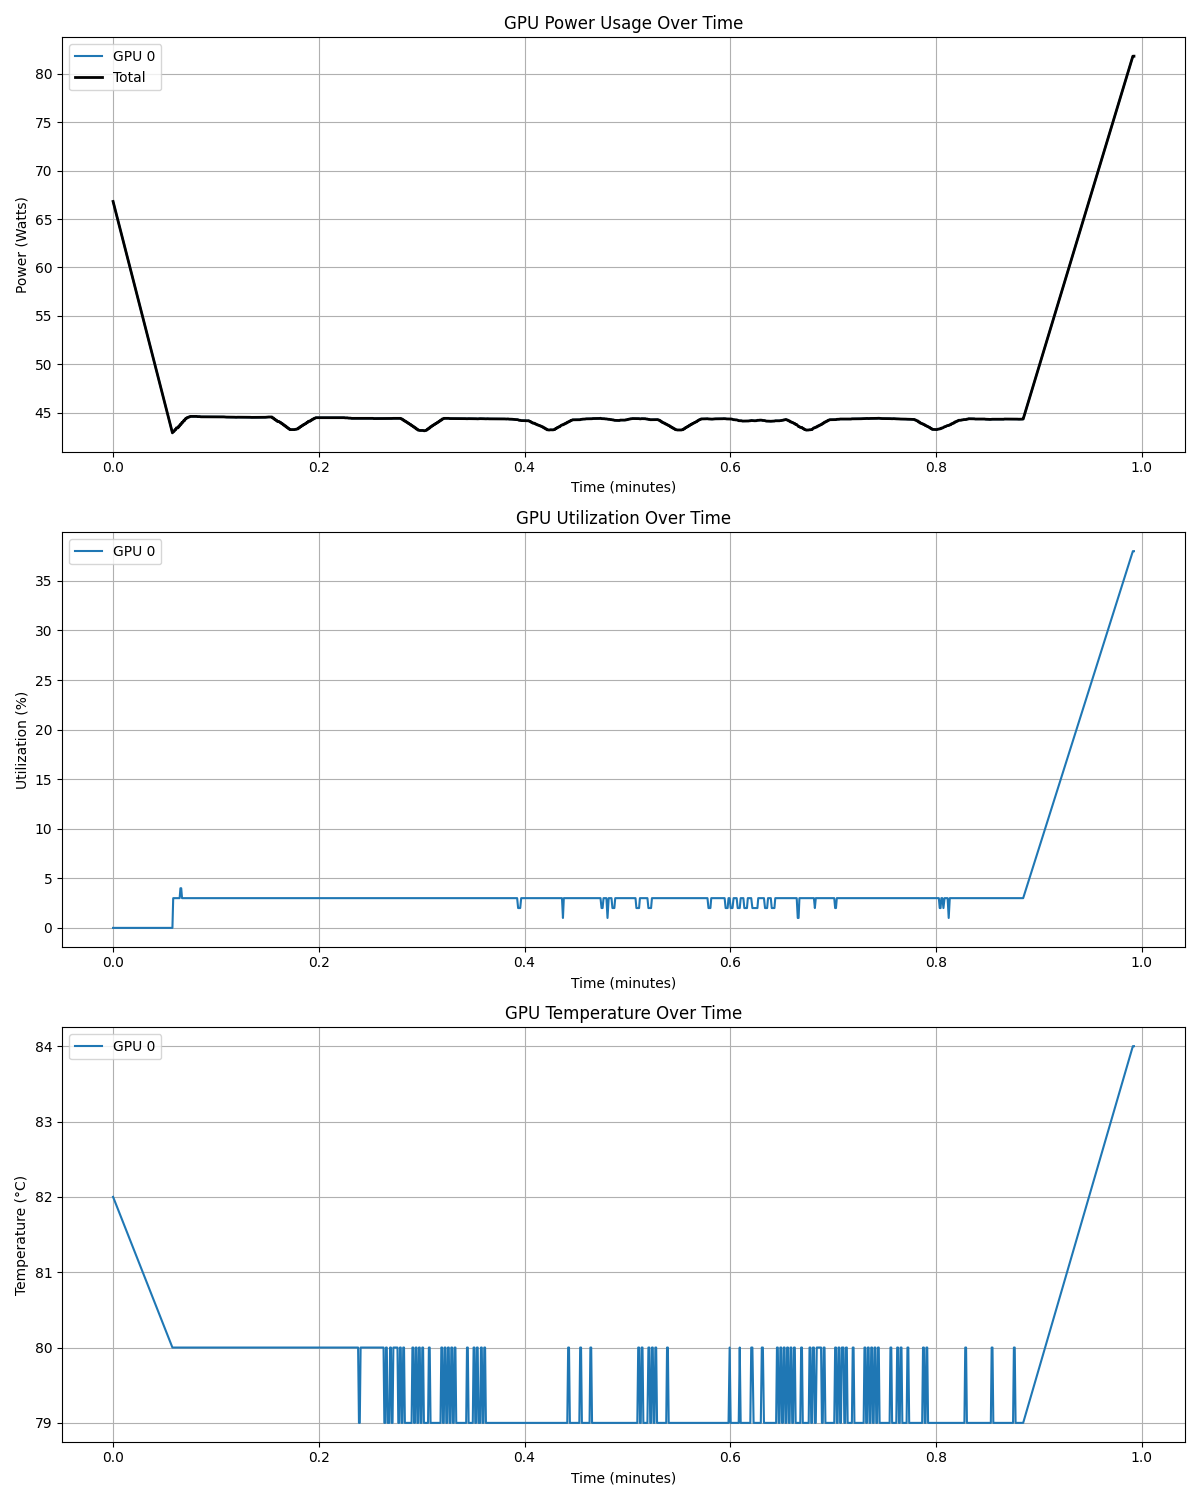 GPU Power Usage Over Time
GPU 0
Total
80
75
70
65
60
55
50
45
Power (Watts)
0.0 0.2 0.4 0.6 0.8 1.0
Time (minutes)
GPU Utilization Over Time
GPU 0
35
30
25
20
15
10
5
0
Utilization (%)
0.0 0.2 0.4 0.6 0.8 1.0
Time (minutes)
GPU Temperature Over Time
GPU 0
84
83
82
81
80
79
Temperature (°C)
0.0 0.2 0.4 0.6 0.8 1.0
Time (minutes)